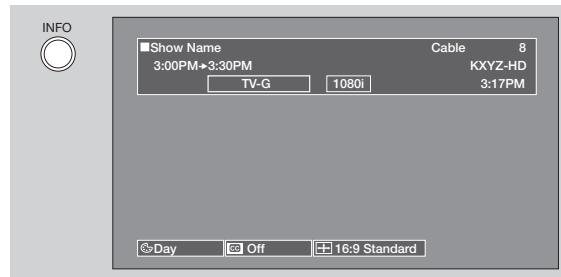 INFO
■Show Name Cable 8
3:00PM➔3:30PM KXYZ-HD
TV-G 1080i 3:17PM
Day CC Off 16:9 Standard